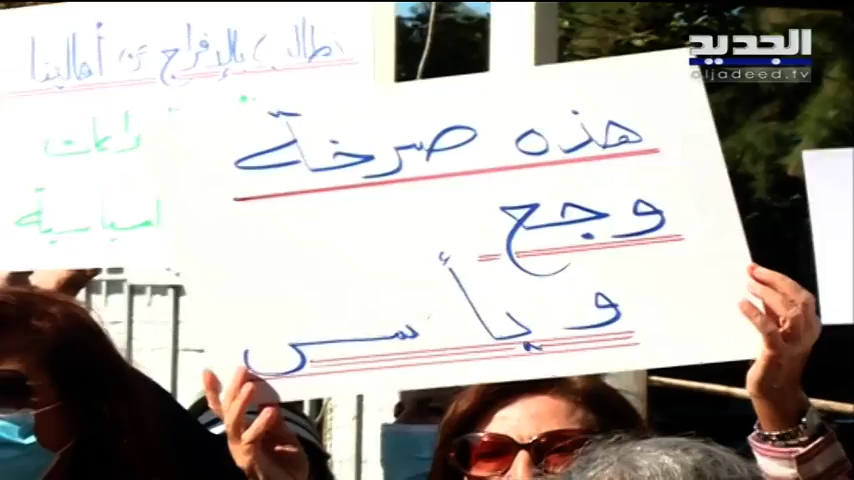 الجديد
aljadeed.tv
نطالب بالإفراج عن أهالينا
هذه صرخة
وجع
ويأس